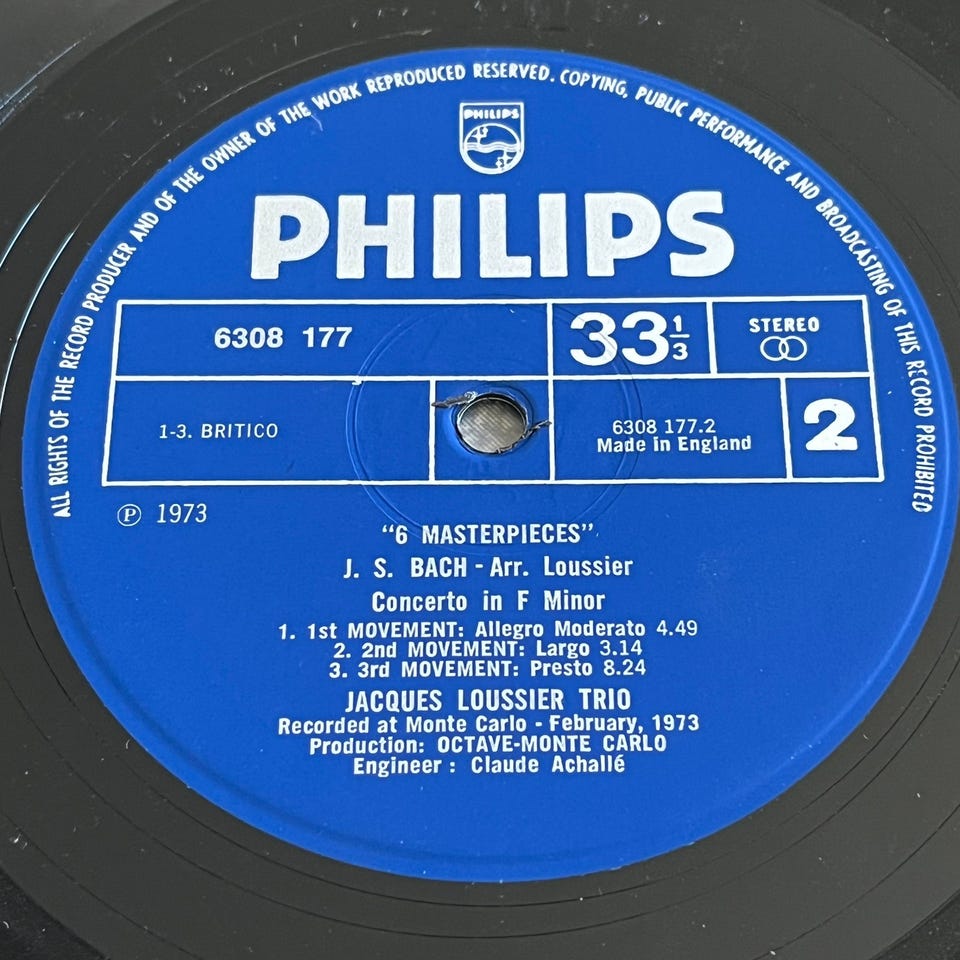 ALL RIGHTS OF THE RECORD PRODUCER AND OF THE OWNER OF THE WORK REPRODUCED RESERVED. COPYING, PUBLIC PERFORMANCE AND BROADCASTING OF THIS RECORD PROHIBITED
PHILIPS
PHILIPS
6308 177
33 1/3
STEREO
1-3. BRITICO
6308 177.2
Made in England
2
℗ 1973
"6 MASTERPIECES"
J. S. BACH - Arr. Loussier
Concerto in F Minor
1. 1st MOVEMENT: Allegro Moderato 4.49
2. 2nd MOVEMENT: Largo 3.14
3. 3rd MOVEMENT: Presto 8.24
JACQUES LOUSSIER TRIO
Recorded at Monte Carlo - February, 1973
Production: OCTAVE-MONTE CARLO
Engineer : Claude Achallé